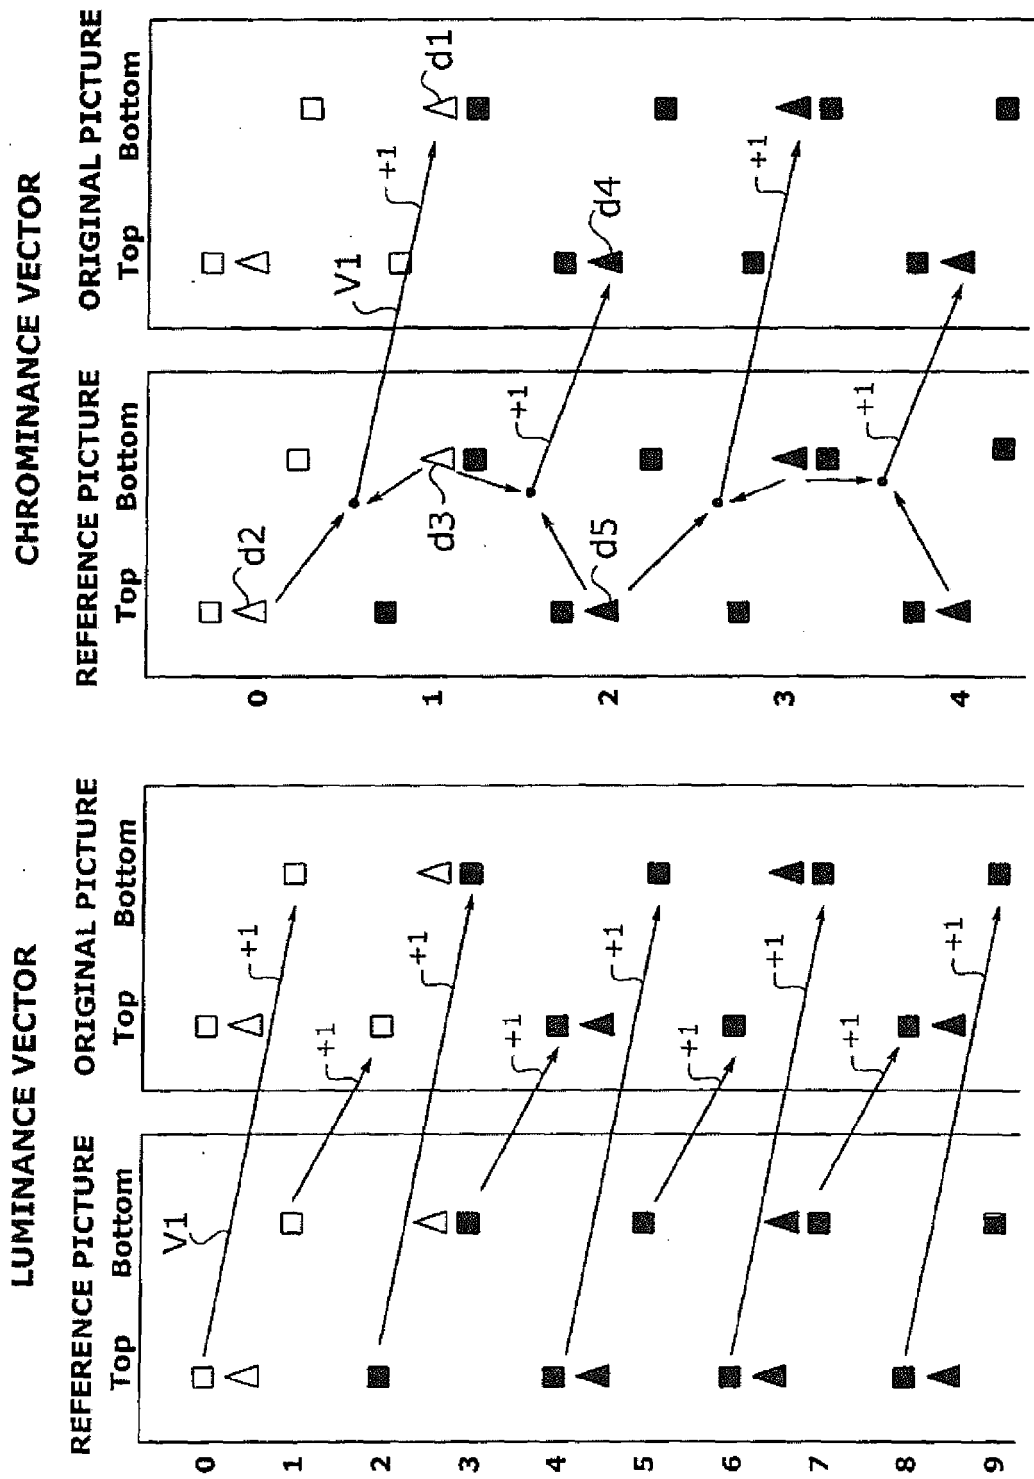 LUMINANCE VECTOR
REFERENCE PICTURE
ORIGINAL PICTURE
Top
Bottom
Top
Bottom
V1
+1
+1
+1
+1
+1
+1
+1
+1
+1
0
1
2
3
4
5
6
7
8
9
CHROMINANCE VECTOR
REFERENCE PICTURE
ORIGINAL PICTURE
Top
Bottom
Top
Bottom
d2
d3
d5
V1
+1
+1
+1
+1
d1
d4
0
1
2
3
4